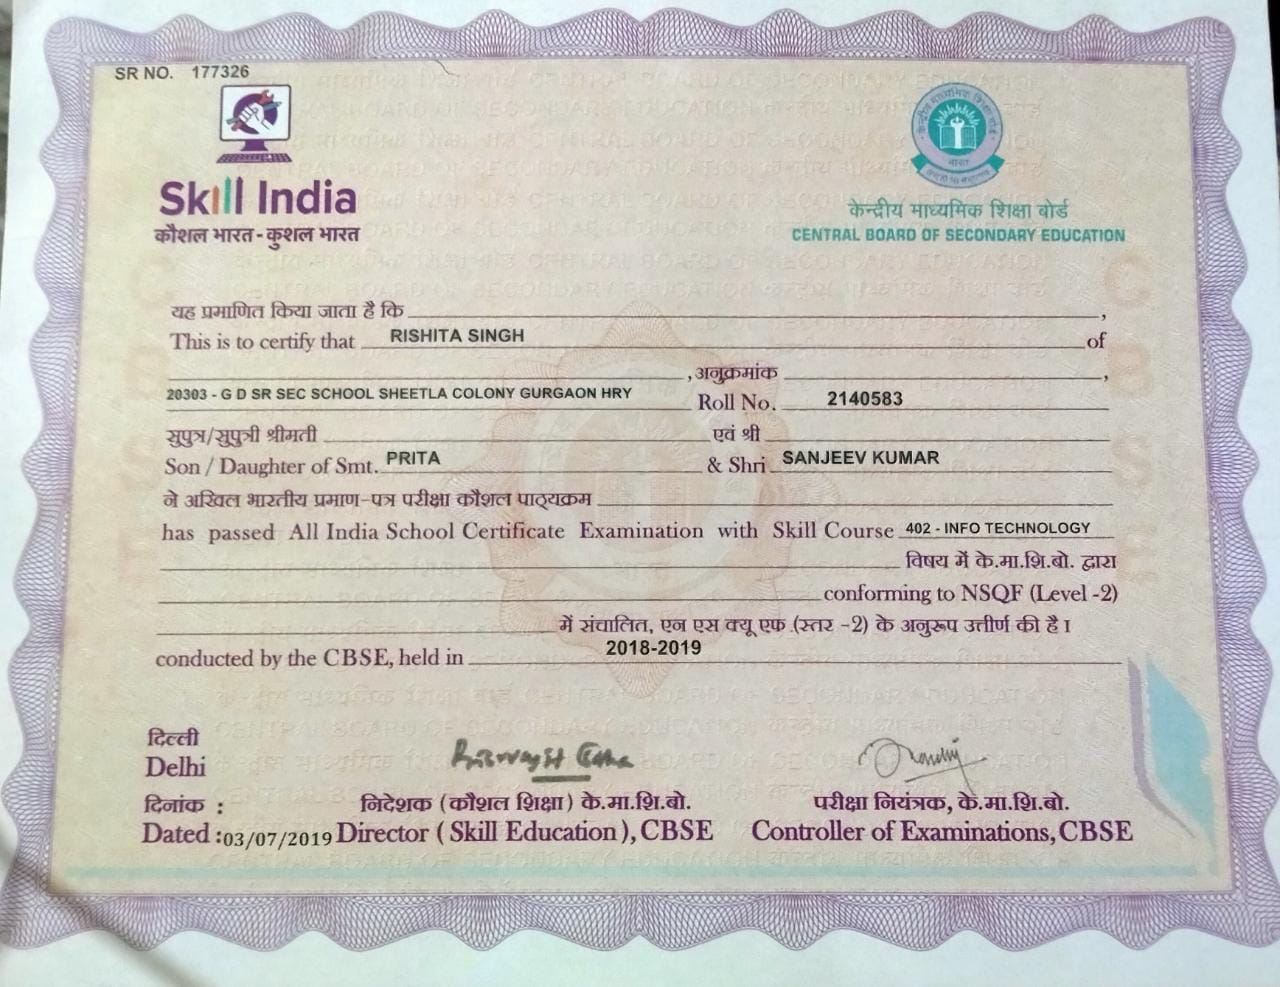 SR NO. 177326
Skill India
कौशल भारत - कुशल भारत
केन्द्रीय माध्यमिक शिक्षा बोर्ड
भारत
केन्द्रीय माध्यमिक शिक्षा बोर्ड
CENTRAL BOARD OF SECONDARY EDUCATION
यह प्रमाणित किया जाता है कि ,
This is to certify that RISHITA SINGH of
, अनुक्रमांक ,
20303 - G D SR SEC SCHOOL SHEETLA COLONY GURGAON HRY Roll No. 2140583
सुपुत्र/सुपुत्री श्रीमती एवं श्री
Son / Daughter of Smt. PRITA & Shri SANJEEV KUMAR
ने अखिल भारतीय प्रमाण-पत्र परीक्षा कौशल पाठ्यक्रम
has passed All India School Certificate Examination with Skill Course 402 - INFO TECHNOLOGY
विषय में के.मा.शि.बो. द्वारा
conforming to NSQF (Level -2)
में संचालित, एन एस क्यू एफ (स्तर -2) के अनुरूप उत्तीर्ण की है।
conducted by the CBSE, held in 2018-2019
दिल्ली
Delhi
दिनांक : निदेशक (कौशल शिक्षा) के.मा.शि.बो. परीक्षा नियंत्रक, के.मा.शि.बो.
Dated : 03/07/2019 Director (Skill Education), CBSE Controller of Examinations, CBSE